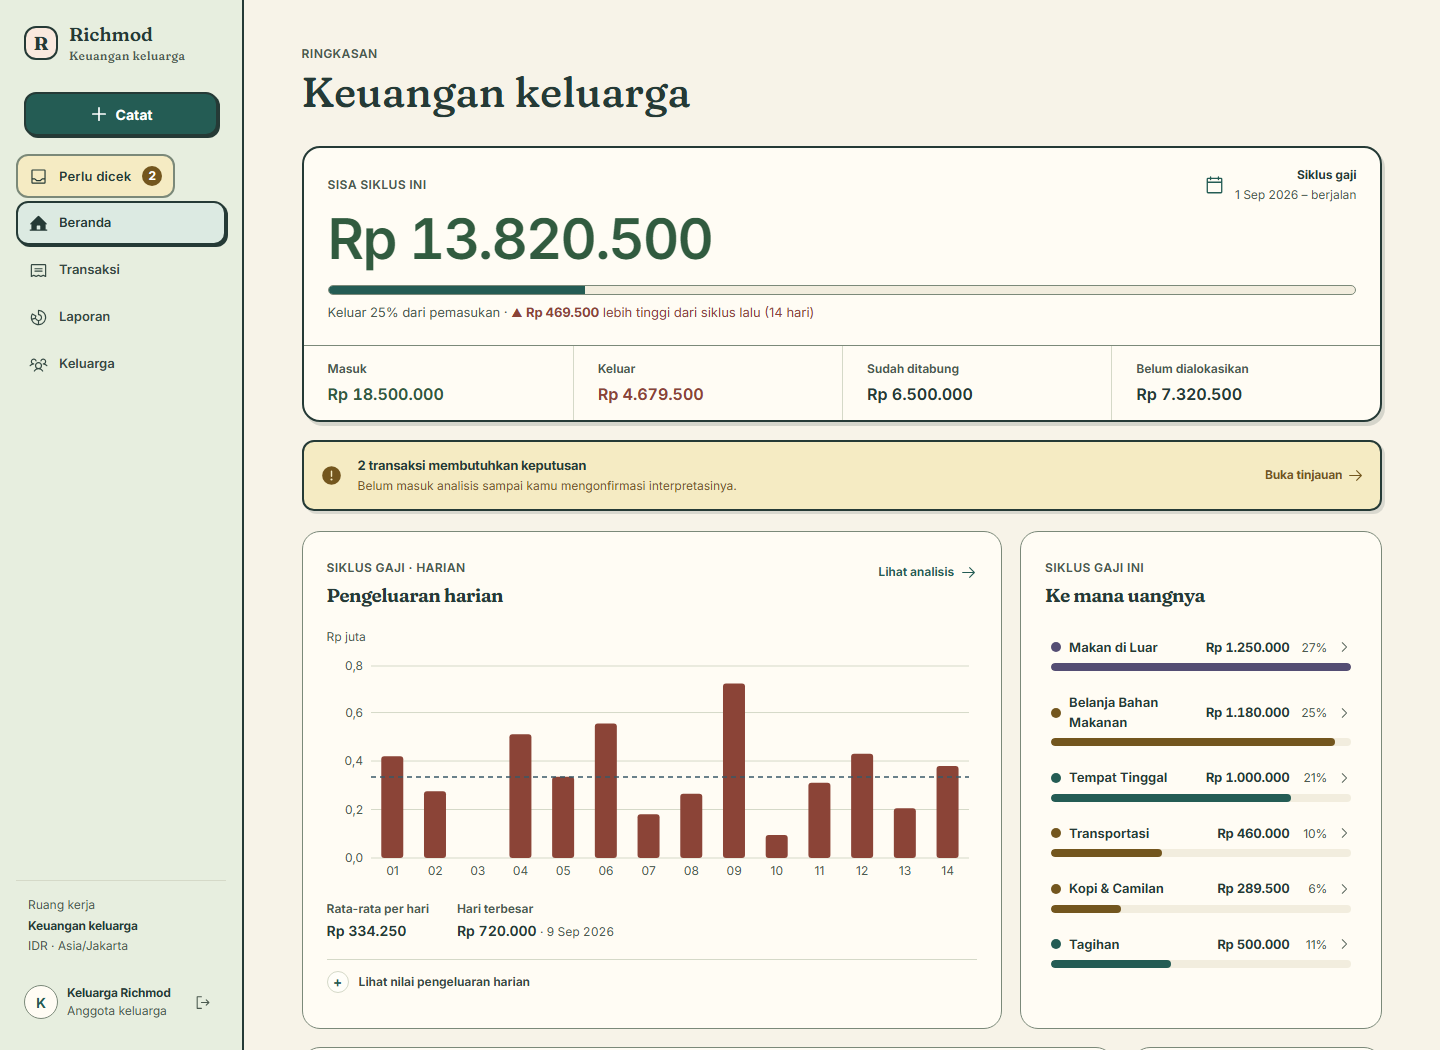 R
Richmod
Keuangan keluarga
Catat
Perlu dicek 2
Beranda
Transaksi
Laporan
Keluarga
Ruang kerja
Keuangan keluarga
IDR · Asia/Jakarta
K
Keluarga Richmod
Anggota keluarga
RINGKASAN
Keuangan keluarga
SISA SIKLUS INI
Siklus gaji
1 Sep 2026 – berjalan
Rp 13.820.500
Keluar 25% dari pemasukan · ▲ Rp 469.500 lebih tinggi dari siklus lalu (14 hari)
Masuk
Rp 18.500.000
Keluar
Rp 4.679.500
Sudah ditabung
Rp 6.500.000
Belum dialokasikan
Rp 7.320.500
2 transaksi membutuhkan keputusan
Belum masuk analisis sampai kamu mengonfirmasi interpretasinya.
Buka tinjauan →
SIKLUS GAJI · HARIAN
Pengeluaran harian
Lihat analisis →
Rp juta
0,8
0,6
0,4
0,2
0,0
01 02 03 04 05 06 07 08 09 10 11 12 13 14
Rata-rata per hari
Rp 334.250
Hari terbesar
Rp 720.000 · 9 Sep 2026
+ Lihat nilai pengeluaran harian
SIKLUS GAJI INI
Ke mana uangnya
Makan di Luar Rp 1.250.000 27%
Belanja Bahan
Makanan Rp 1.180.000 25%
Tempat Tinggal Rp 1.000.000 21%
Transportasi Rp 460.000 10%
Kopi & Camilan Rp 289.500 6%
Tagihan Rp 500.000 11%